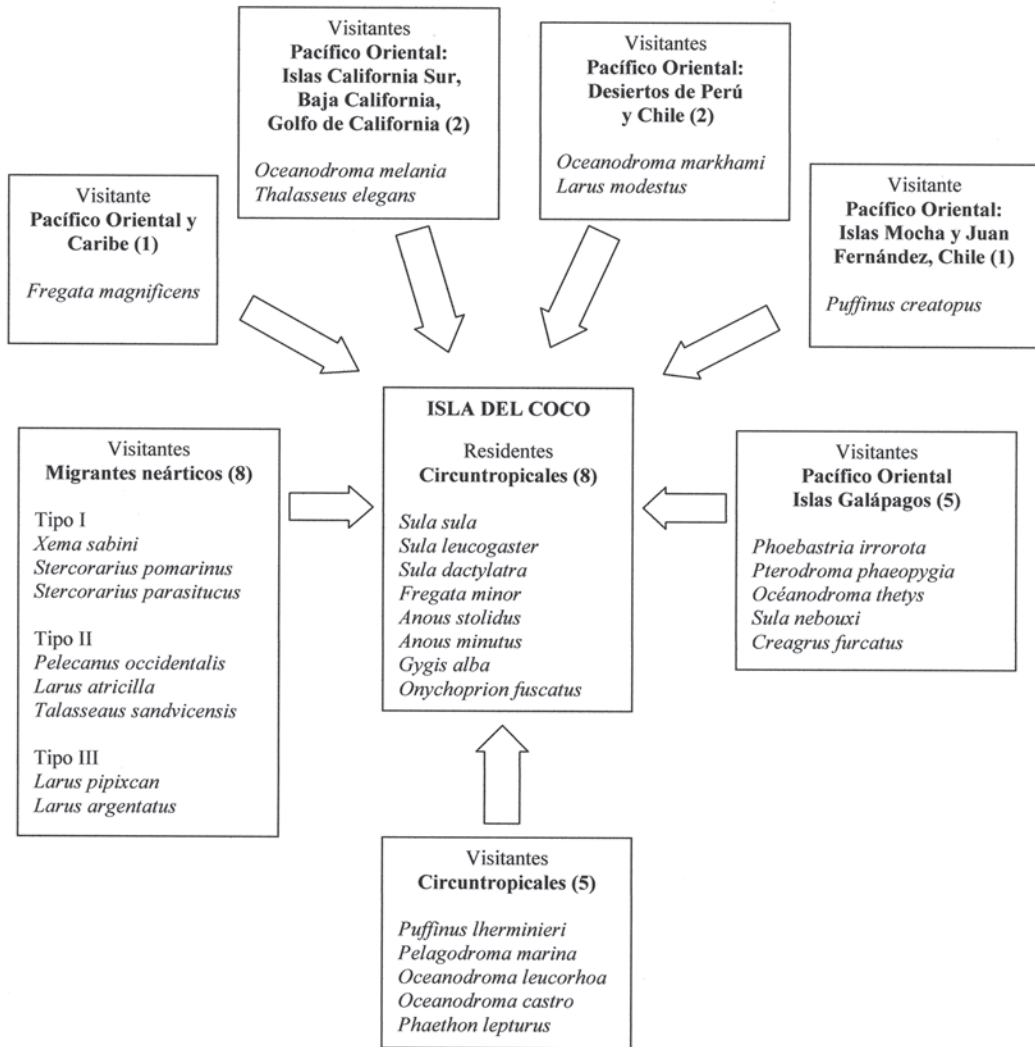 Visitantes
Pacífico Oriental:
Islas California Sur,
Baja California,
Golfo de California (2)
Oceanodroma melania
Thalasseus elegans
Visitantes
Pacífico Oriental:
Desiertos de Perú
y Chile (2)
Oceanodroma markhami
Larus modestus
Visitante
Pacífico Oriental y
Caribe (1)
Fregata magnificens
Visitante
Pacífico Oriental:
Islas Mocha y Juan
Fernández, Chile (1)
Puffinus creatopus
Visitantes
Migrantes neárticos (8)
Tipo I
Xema sabini
Stercorarius pomarinus
Stercorarius parasitucus
Tipo II
Pelecanus occidentalis
Larus atricilla
Talasseaus sandvicensis
Tipo III
Larus pipixcan
Larus argentatus
ISLA DEL COCO
Residentes
Circuntropicales (8)
Sula sula
Sula leucogaster
Sula dactylatra
Fregata minor
Anous stolidus
Anous minutus
Gygis alba
Onychoprion fuscatus
Visitantes
Pacífico Oriental
Islas Galápagos (5)
Phoebastria irrorota
Pterodroma phaeopygia
Océanodroma thetys
Sula nebouxi
Creagrus furcatus
Visitantes
Circuntropicales (5)
Puffinus lherminieri
Pelagodroma marina
Oceanodroma leucorhoa
Oceanodroma castro
Phaethon lepturus